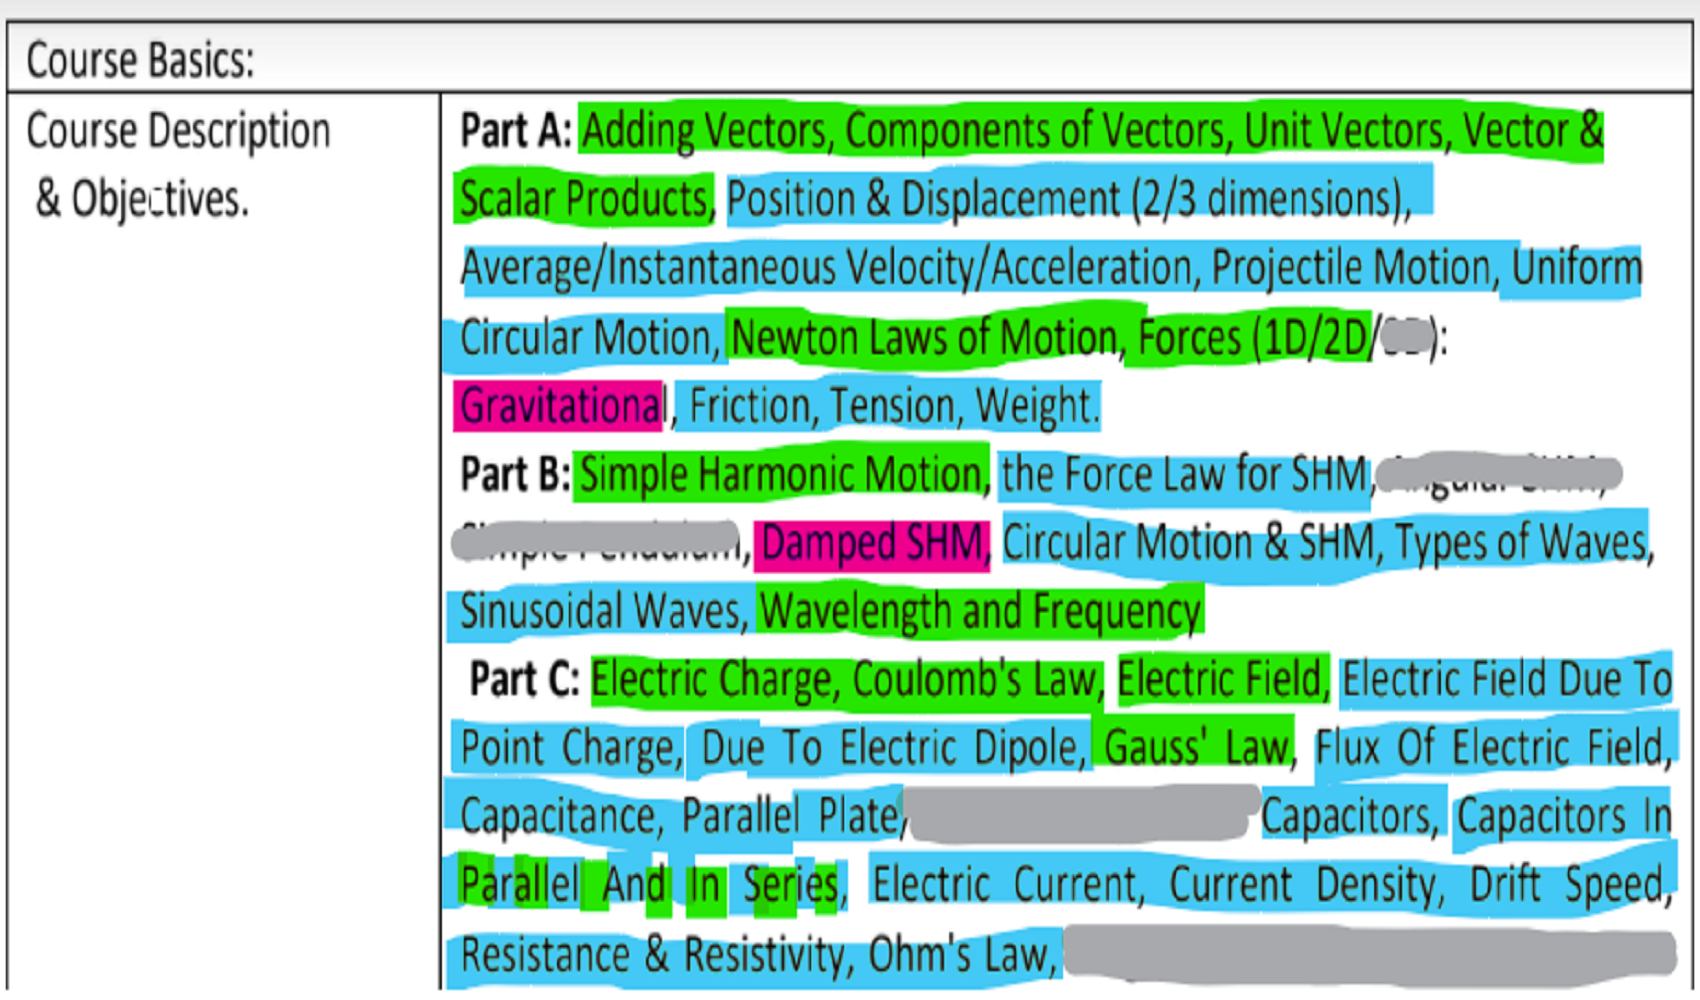 Course Basics:
Course Description
& Objectives.
Part A: Adding Vectors, Components of Vectors, Unit Vectors, Vector &
Scalar Products, Position & Displacement (2/3 dimensions),
Average/Instantaneous Velocity/Acceleration, Projectile Motion, Uniform
Circular Motion, Newton Laws of Motion, Forces (1D/2D/ ):
Gravitational, Friction, Tension, Weight.
Part B: Simple Harmonic Motion, the Force Law for SHM,
Damped SHM, Circular Motion & SHM, Types of Waves,
Sinusoidal Waves, Wavelength and Frequency
Part C: Electric Charge, Coulomb's Law, Electric Field, Electric Field Due To
Point Charge, Due To Electric Dipole, Gauss' Law, Flux Of Electric Field,
Capacitance, Parallel Plate, Capacitors, Capacitors In
Parallel And In Series, Electric Current, Current Density, Drift Speed,
Resistance & Resistivity, Ohm's Law,